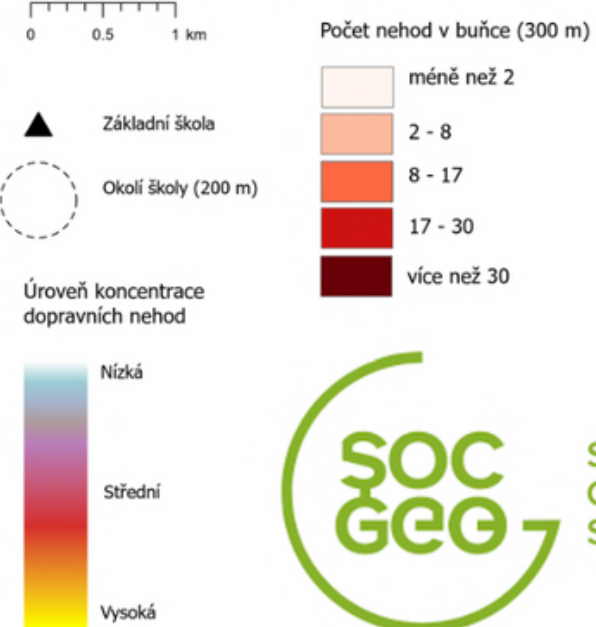 0 0.5 1 km
Základní škola
Okolí školy (200 m)
Úroveň koncentrace
dopravních nehod
Nízká
Střední
Vysoká
Počet nehod v buňce (300 m)
méně než 2
2 - 8
8 - 17
17 - 30
více než 30
SOC
GEO